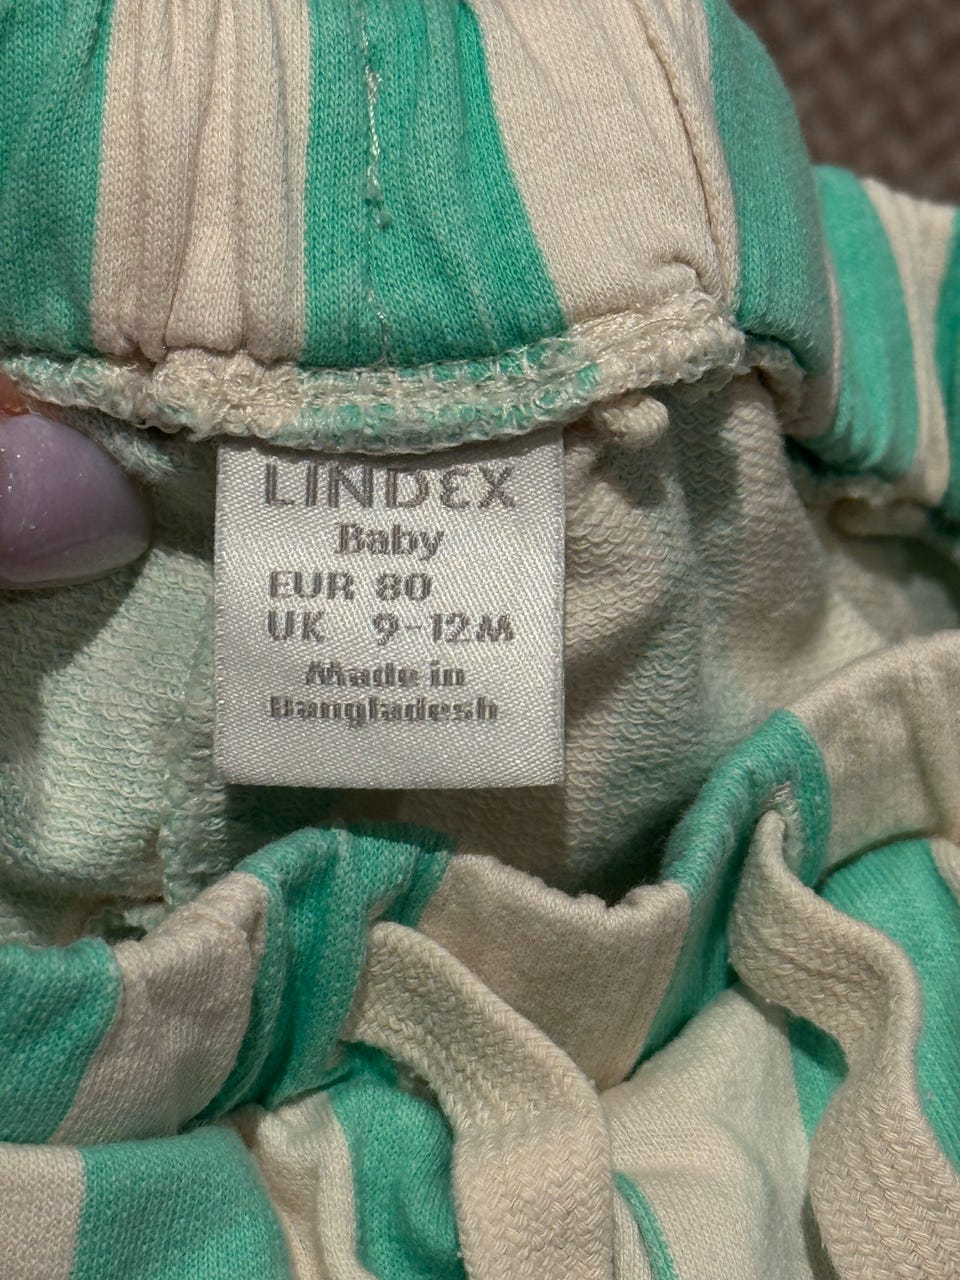 LINDEX
Baby
EUR 80
UK 9-12M
Made in
Bangladesh